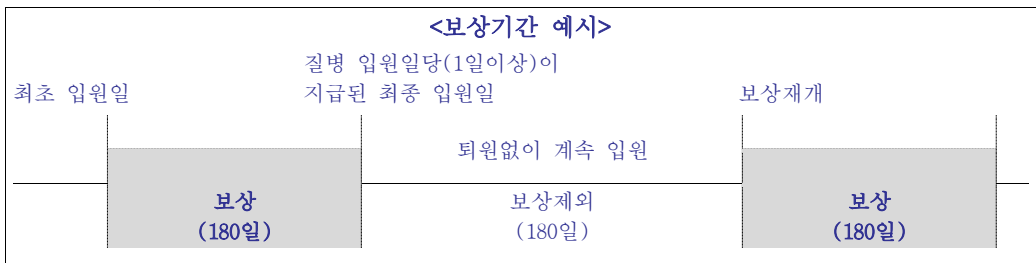 <보상기간 예시>
질병 입원일당(1일이상)이
최초 입원일 지급된 최종 입원일 보상재개
퇴원없이 계속 입원
보상 보상제외 보상
(180일) (180일) (180일)